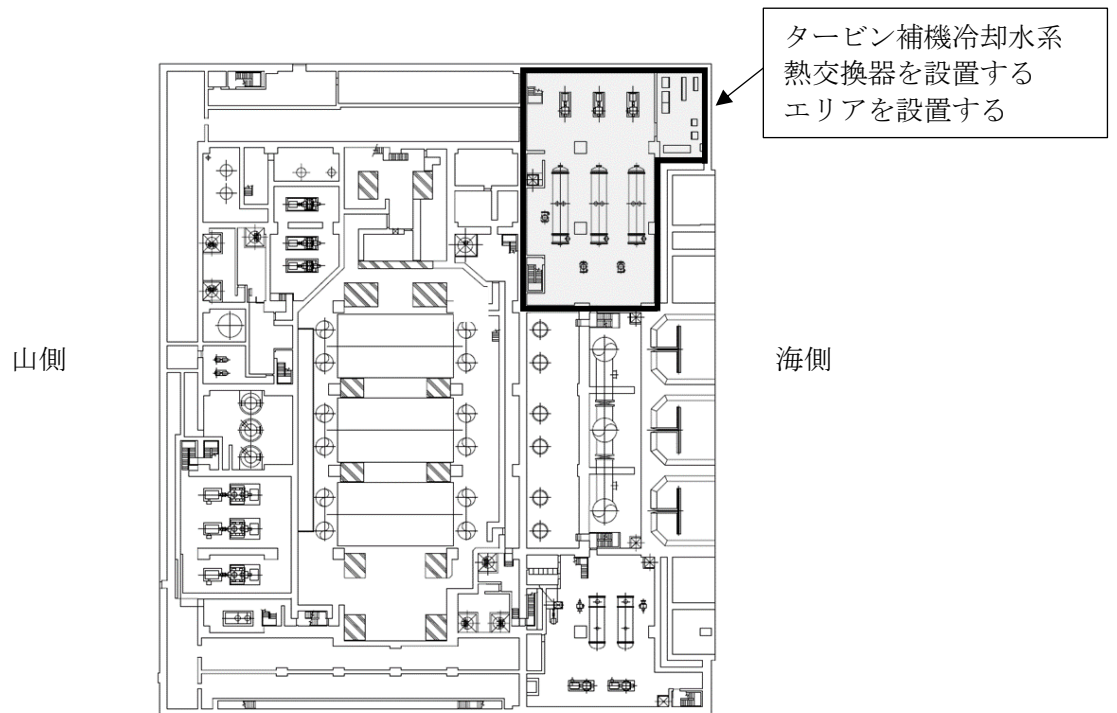 タービン補機冷却水系
熱交換器を設置する
エリアを設置する
山側
海側